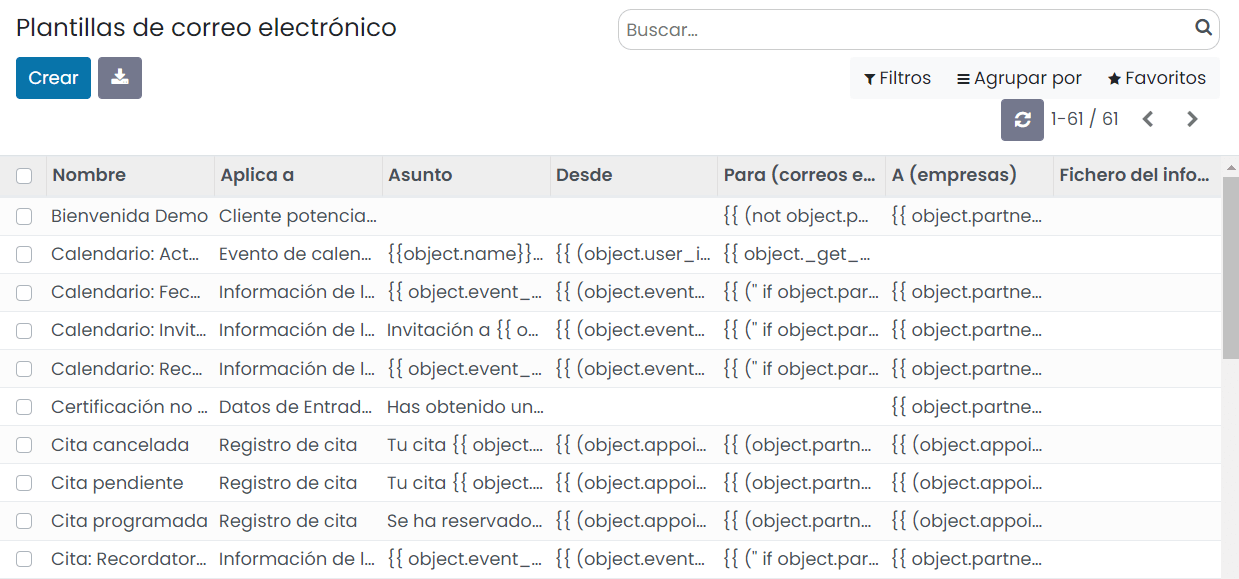 Plantillas de correo electrónico
Buscar...
Crear
Filtros Agrupar por Favoritos
1-61 / 61
Nombre Aplica a Asunto Desde Para (correos e... A (empresas) Fichero del info...
Bienvenida Demo Cliente potencia... {{ (not object.p... {{ object.partne...
Calendario: Act... Evento de calen... {{object.name}}... {{ (object.user_i... {{ object._get_...
Calendario: Fec... Información de l... {{ object.event_... {{ (object.event... {{ ('' if object.par... {{ object.partne...
Calendario: Invit... Información de l... Invitación a {{ o... {{ (object.event... {{ ('' if object.par... {{ object.partne...
Calendario: Rec... Información de l... {{ object.event_... {{ (object.event... {{ ('' if object.par... {{ object.partne...
Certificación no ... Datos de Entrad... Has obtenido un... {{ object.partne...
Cita cancelada Registro de cita Tu cita {{ object.... {{ (object.appoi... {{ (object.partn... {{ (object.appoi...
Cita pendiente Registro de cita Tu cita {{ object.... {{ (object.appoi... {{ (object.partn... {{ (object.appoi...
Cita programada Registro de cita Se ha reservado... {{ (object.appoi... {{ (object.partn... {{ (object.appoi...
Cita: Recordator... Información de l... {{ object.event_... {{ (object.event... {{ ('' if object.par... {{ object.partne...